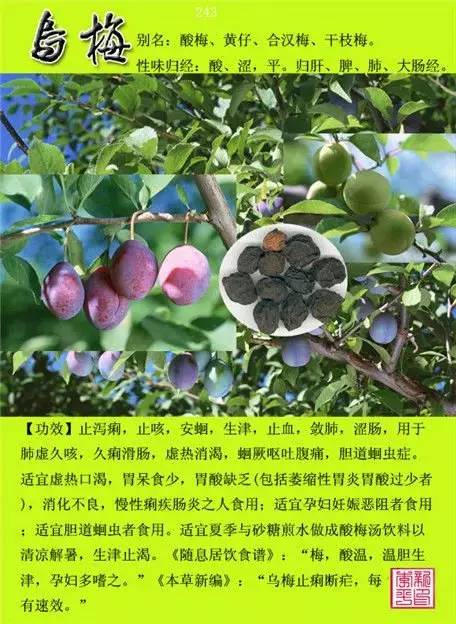 243
乌梅
别名：酸梅、黄仔、合汉梅、干枝梅。
性味归经：酸、涩，平。归肝、脾、肺、大肠经。
【功效】止泻痢，止咳，安蛔，生津，止血，敛肺，涩肠，用于
肺虚久咳，久痢滑肠，虚热消渴，蛔厥呕吐腹痛，胆道蛔虫症。
适宜虚热口渴，胃呆食少，胃酸缺乏(包括萎缩性胃炎胃酸过少者
)，消化不良，慢性痢疾肠炎之人食用；适宜孕妇妊娠恶阻者食用
；适宜胆道蛔虫者食用。适宜夏季与砂糖煎水做成酸梅汤饮料以
清凉解暑，生津止渴。《随息居饮食谱》：“梅，酸温，温胆生
津，孕妇多嗜之。”《本草新编》：“乌梅止痢断疟，每
有速效。”